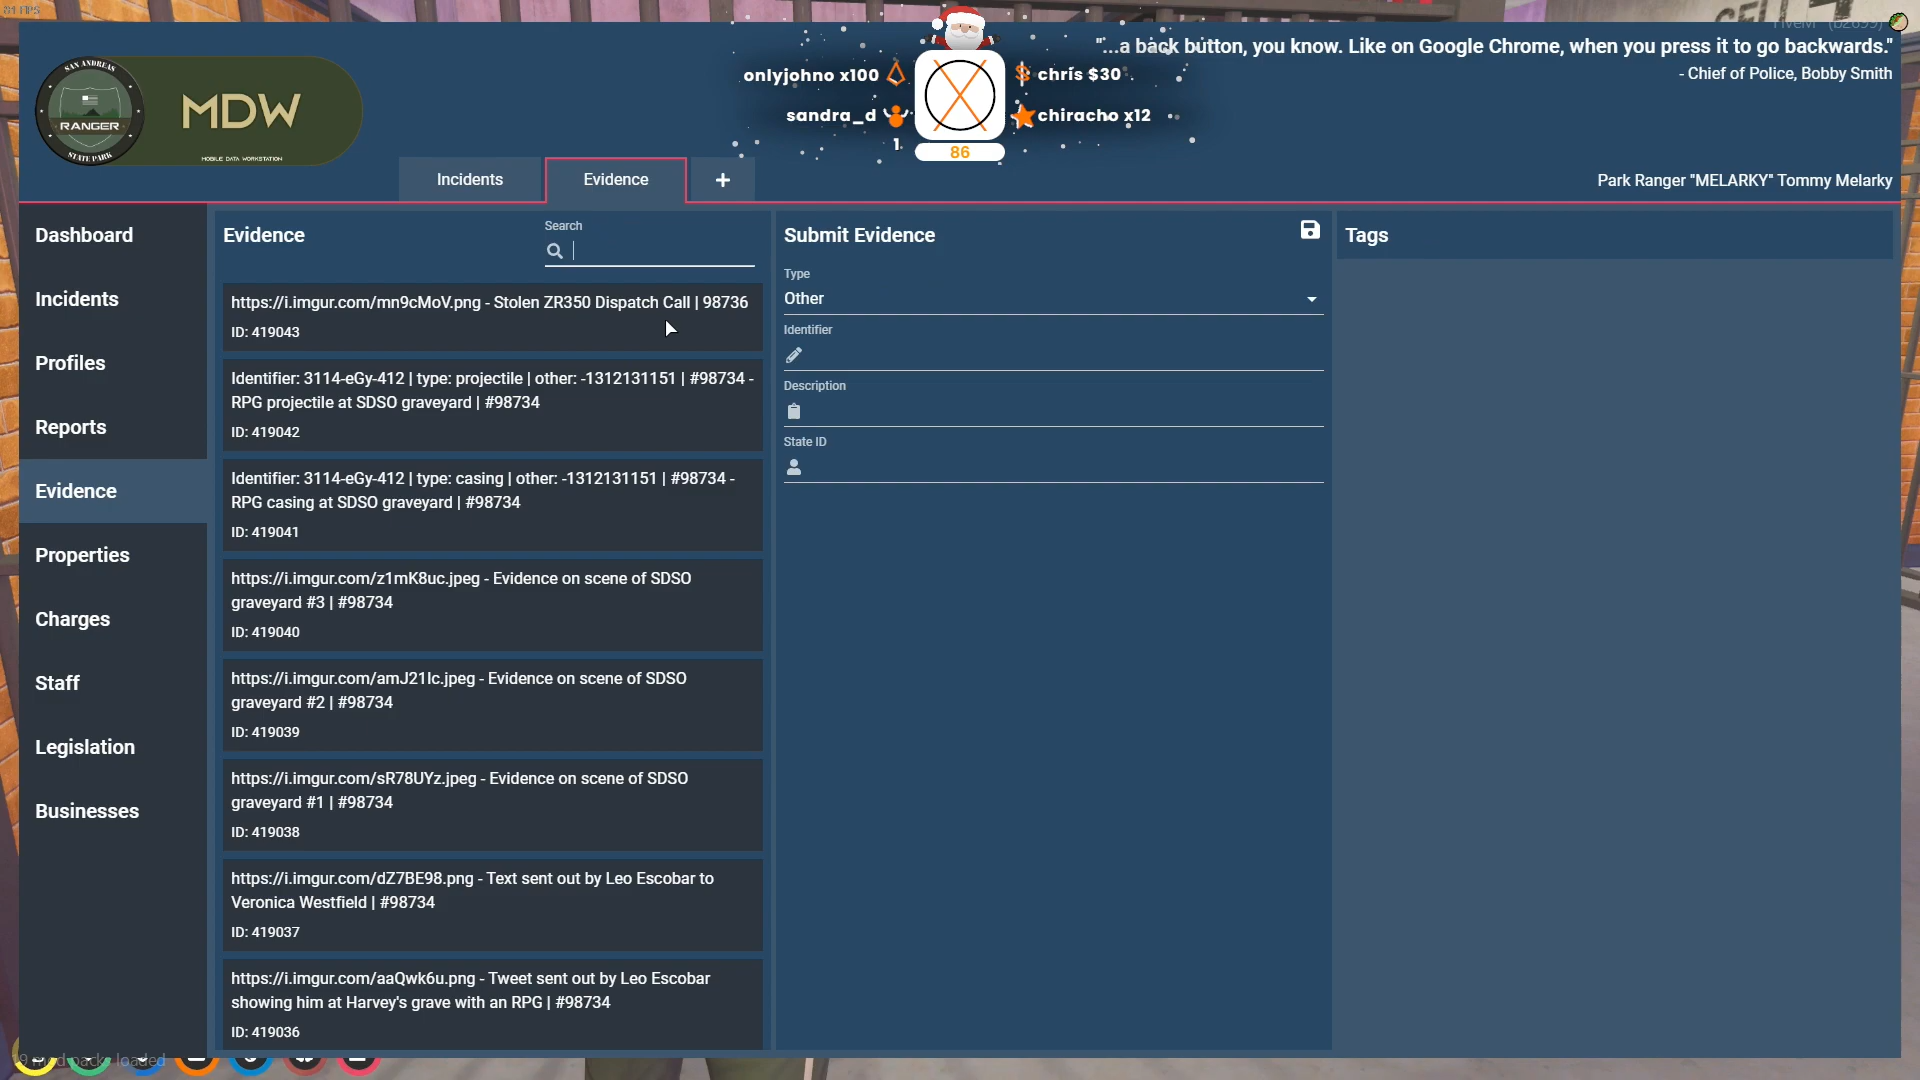 84 FPS
"...a back button, you know. Like on Google Chrome, when you press it to go backwards."
- Chief of Police, Bobby Smith
SAN ANDREAS
RANGER
STATE PARK
MDW
MOBILE DATA WORKSTATION
onlyjohno x100
chris $30
sandra_d
1
chiracho x12
86
Incidents
Evidence
+
Park Ranger "MELARKY" Tommy Melarky
Dashboard
Incidents
Profiles
Reports
Evidence
Properties
Charges
Staff
Legislation
Businesses
Evidence
Search
https://i.imgur.com/mn9cMoV.png - Stolen ZR350 Dispatch Call | 98736
ID: 419043
Identifier: 3114-eGy-412 | type: projectile | other: -1312131151 | #98734 -
RPG projectile at SDSO graveyard | #98734
ID: 419042
Identifier: 3114-eGy-412 | type: casing | other: -1312131151 | #98734 -
RPG casing at SDSO graveyard | #98734
ID: 419041
https://i.imgur.com/z1mK8uc.jpeg - Evidence on scene of SDSO
graveyard #3 | #98734
ID: 419040
https://i.imgur.com/amJ21lc.jpeg - Evidence on scene of SDSO
graveyard #2 | #98734
ID: 419039
https://i.imgur.com/sR78UYz.jpeg - Evidence on scene of SDSO
graveyard #1 | #98734
ID: 419038
https://i.imgur.com/dZ7BE98.png - Text sent out by Leo Escobar to
Veronica Westfield | #98734
ID: 419037
https://i.imgur.com/aaQwk6u.png - Tweet sent out by Leo Escobar
showing him at Harvey's grave with an RPG | #98734
ID: 419036
Submit Evidence
Type
Other
Identifier
Description
State ID
Tags
loaded